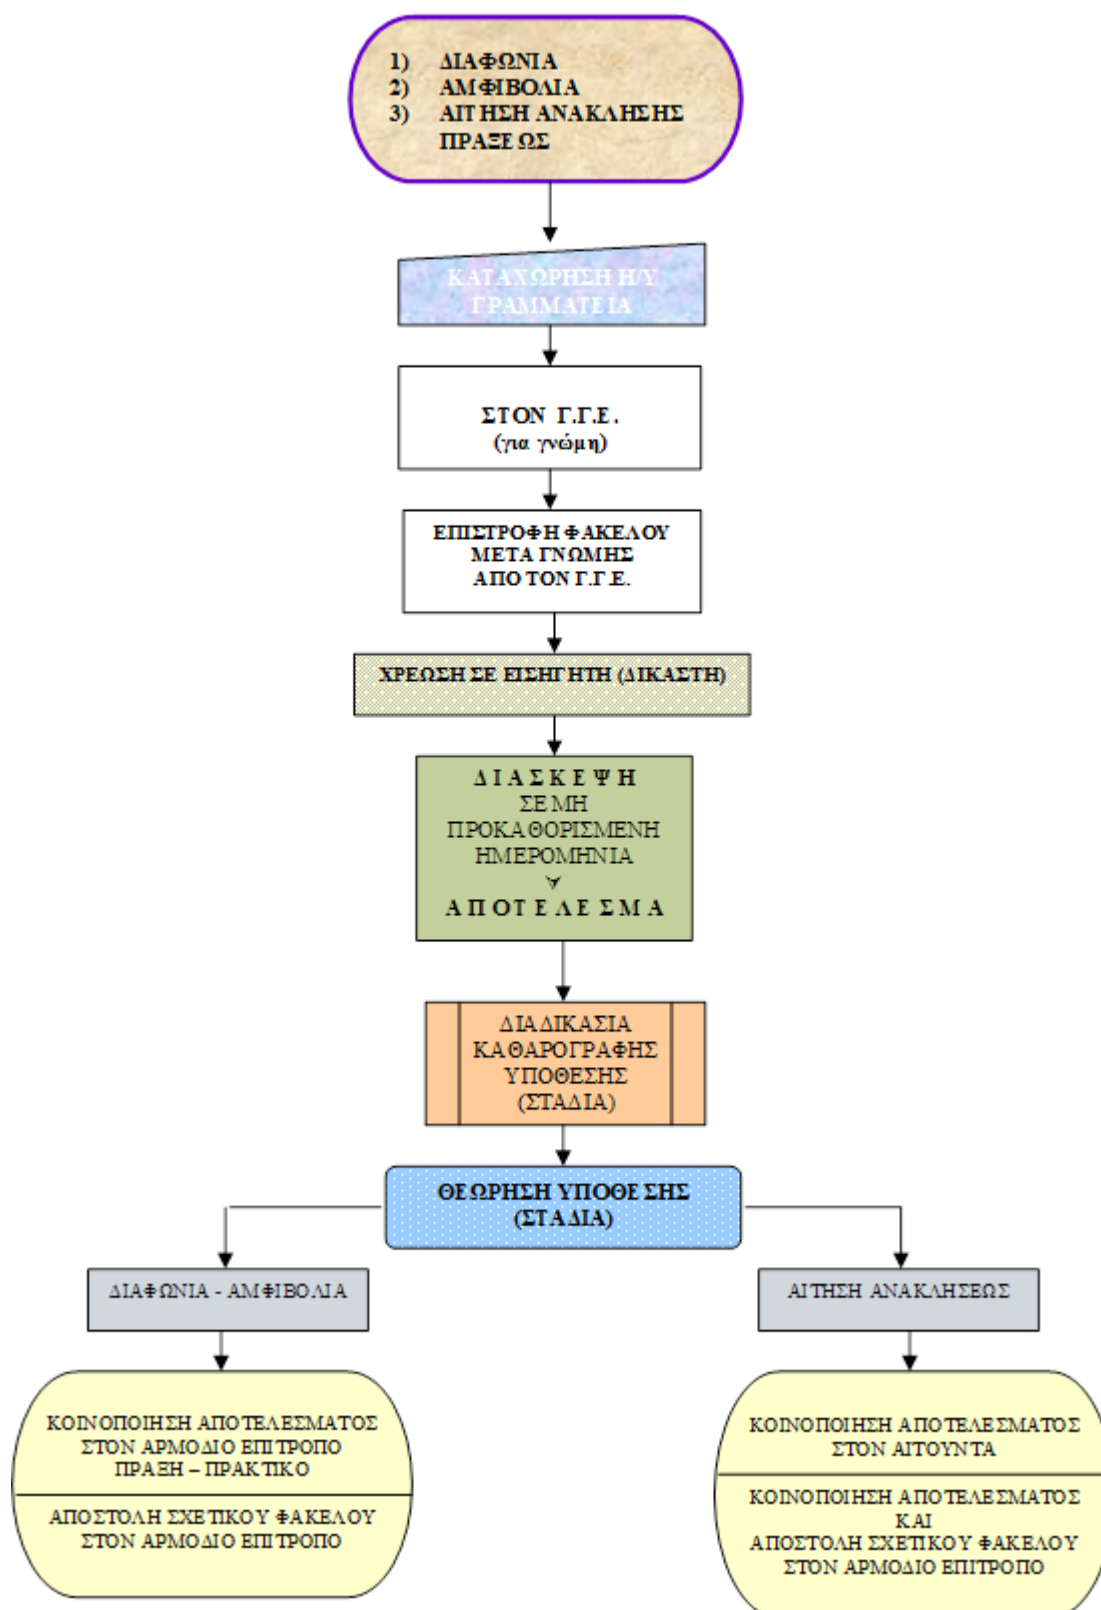 1) ΔΙΑΦΩΝΙΑ
2) ΑΜΦΙΒΟΛΙΑ
3) ΑΙΤΗΣΗ ΑΝΑΚΛΗΣΗΣ
ΠΡΑΞΕΩΣ
ΚΑΤΑΧΩΡΗΣΗ Η/Υ
ΓΡΑΜΜΑΤΕΙΑ
ΣΤΟΝ Γ.Γ.Ε.
(για γνώμη)
ΕΠΙΣΤΡΟΦΗ ΦΑΚΕΛΟΥ
ΜΕΤΑ ΓΝΩΜΗΣ
ΑΠΟ ΤΟΝ Γ.Γ.Ε.
ΧΡΕΩΣΗ ΣΕ ΕΙΣΗΓΗΤΗ (ΔΙΚΑΣΤΗ)
Δ Ι Α Σ Κ Ε Ψ Η
ΣΕ ΜΗ
ΠΡΟΚΑΘΟΡΙΣΜΕΝΗ
ΗΜΕΡΟΜΗΝΙΑ
Α Π Ο Τ Ε Λ Ε Σ Μ Α
ΔΙΑΔΙΚΑΣΙΑ
ΚΑΘΑΡΟΓΡΑΦΗΣ
ΥΠΟΘΕΣΗΣ
(ΣΤΑΔΙΑ)
ΘΕΩΡΗΣΗ ΥΠΟΘΕΣΗΣ
(ΣΤΑΔΙΑ)
ΔΙΑΦΩΝΙΑ - ΑΜΦΙΒΟΛΙΑ
ΚΟΙΝΟΠΟΙΗΣΗ ΑΠΟΤΕΛΕΣΜΑΤΟΣ
ΣΤΟΝ ΑΡΜΟΔΙΟ ΕΠΙΤΡΟΠΟ
ΠΡΑΞΗ – ΠΡΑΚΤΙΚΟ
ΑΠΟΣΤΟΛΗ ΣΧΕΤΙΚΟΥ ΦΑΚΕΛΟΥ
ΣΤΟΝ ΑΡΜΟΔΙΟ ΕΠΙΤΡΟΠΟ
ΑΙΤΗΣΗ ΑΝΑΚΛΗΣΕΩΣ
ΚΟΙΝΟΠΟΙΗΣΗ ΑΠΟΤΕΛΕΣΜΑΤΟΣ
ΣΤΟΝ ΑΙΤΟΥΝΤΑ
ΚΟΙΝΟΠΟΙΗΣΗ ΑΠΟΤΕΛΕΣΜΑΤΟΣ
ΚΑΙ
ΑΠΟΣΤΟΛΗ ΣΧΕΤΙΚΟΥ ΦΑΚΕΛΟΥ
ΣΤΟΝ ΑΡΜΟΔΙΟ ΕΠΙΤΡΟΠΟ